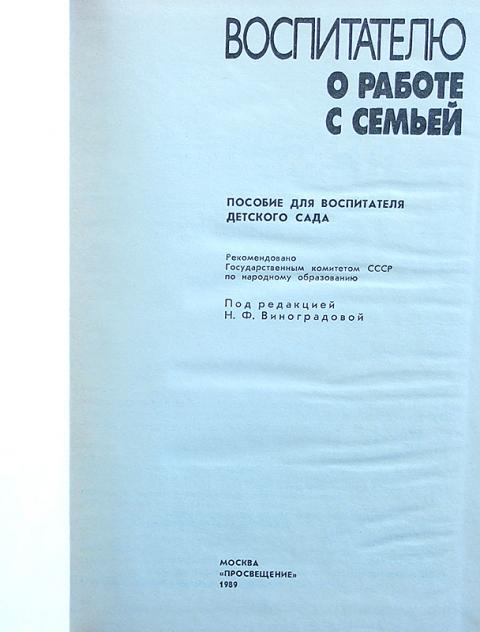 ВОСПИТАТЕЛЮ
О РАБОТЕ
С СЕМЬЕЙ
ПОСОБИЕ ДЛЯ ВОСПИТАТЕЛЯ
ДЕТСКОГО САДА
Рекомендовано
Государственным комитетом СССР
по народному образованию
Под редакцией
Н. Ф. Виноградовой
МОСКВА
«ПРОСВЕЩЕНИЕ»
1989